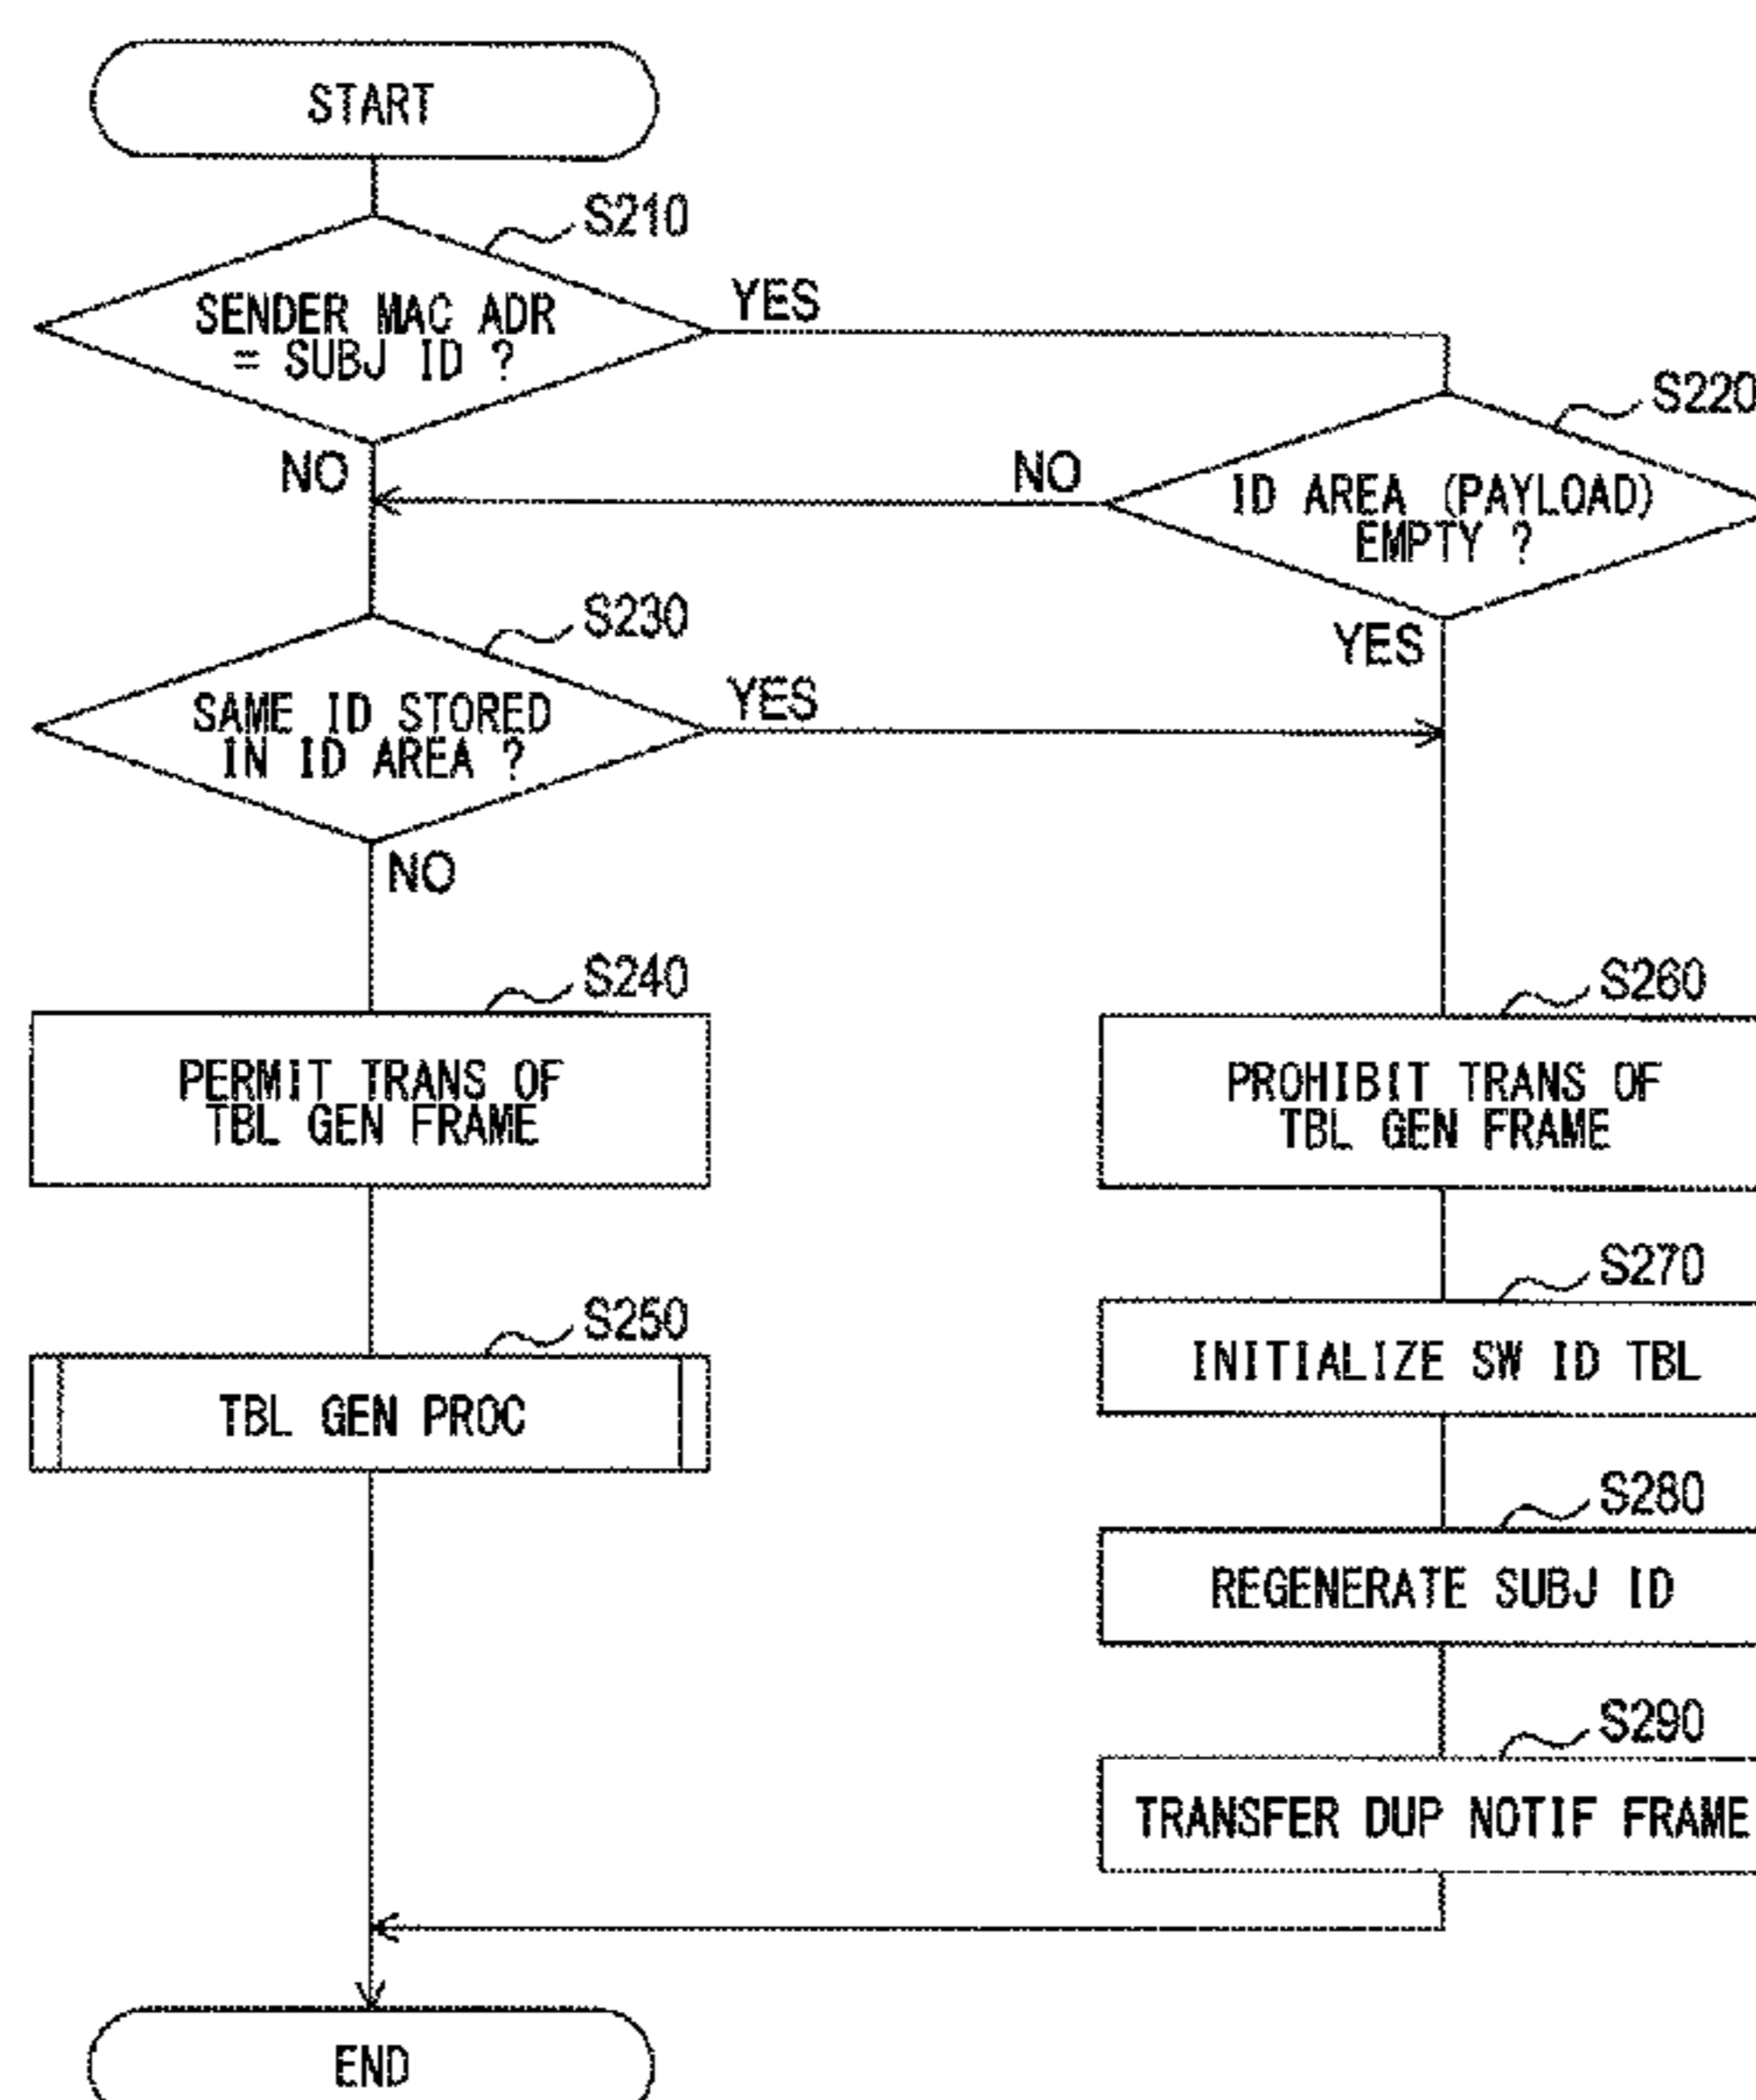 START
S210
SENDER MAC ADR
= SUBJ ID ?
YES
NO
S220
ID AREA (PAYLOAD)
EMPTY ?
NO
YES
S230
SAME ID STORED
IN ID AREA ?
YES
NO
S240
PERMIT TRANS OF
TBL GEN FRAME
S250
TBL GEN PROC
S260
PROHIBIT TRANS OF
TBL GEN FRAME
S270
INITIALIZE SW ID TBL
S280
REGENERATE SUBJ ID
S290
TRANSFER DUP NOTIF FRAME
END